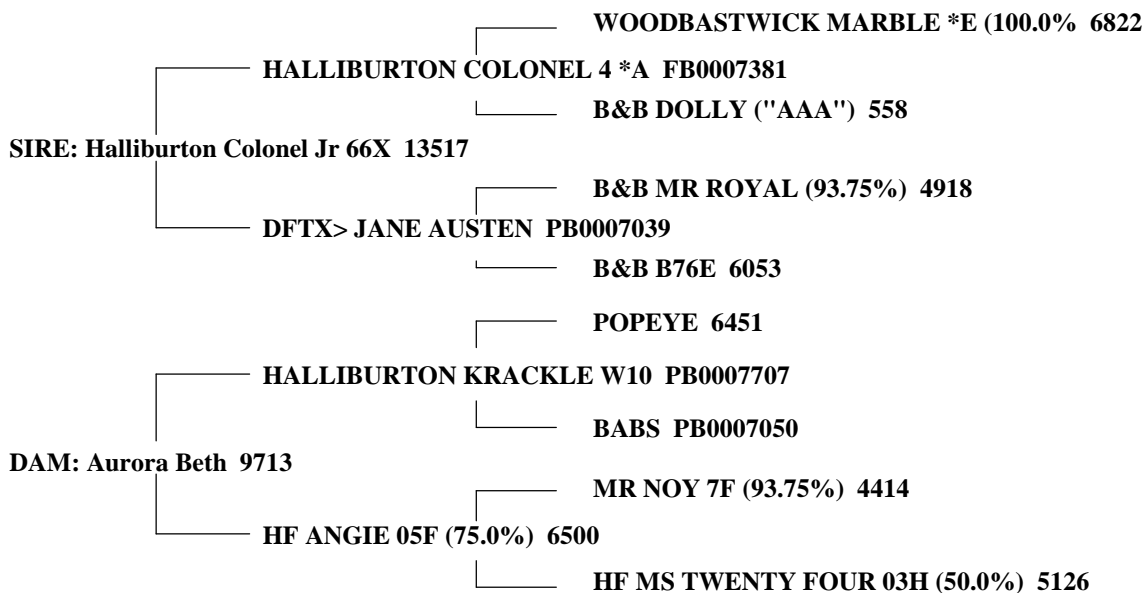 WOODBASTWICK MARBLE *E (100.0% 6822
HALLIBURTON COLONEL 4 *A FB0007381
B&B DOLLY ("AAA") 558
SIRE: Halliburton Colonel Jr 66X 13517
B&B MR ROYAL (93.75%) 4918
DFTX> JANE AUSTEN PB0007039
B&B B76E 6053
POPEYE 6451
HALLIBURTON KRACKLE W10 PB0007707
BABS PB0007050
DAM: Aurora Beth 9713
MR NOY 7F (93.75%) 4414
HF ANGIE 05F (75.0%) 6500
HF MS TWENTY FOUR 03H (50.0%) 5126